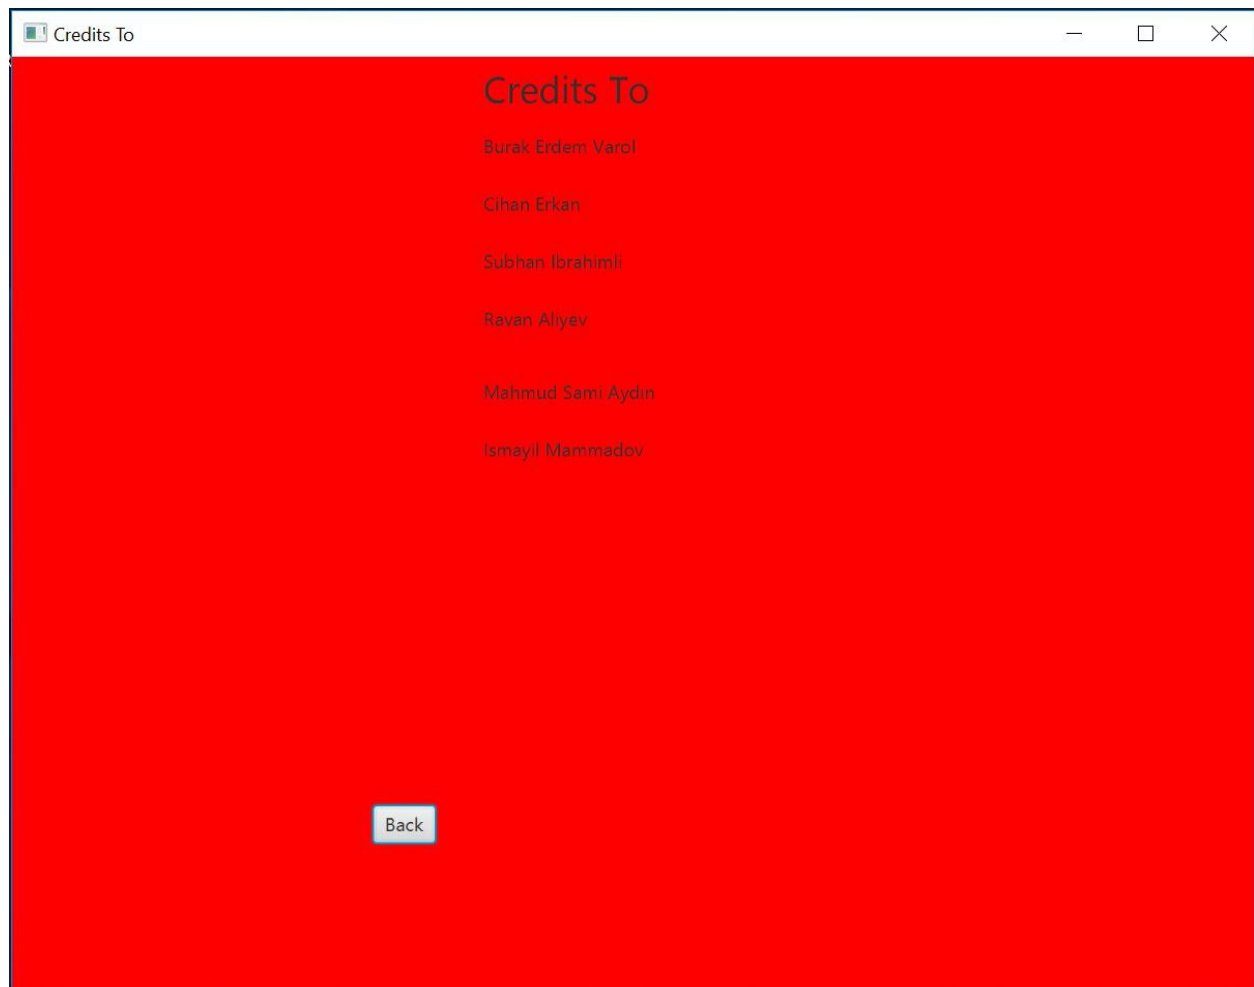 Credits To
Credits To
Burak Erdem Varol
Cihan Erkan
Subhan Ibrahimli
Ravan Aliyev
Mahmud Sami Aydın
Ismayil Mammadov
Back